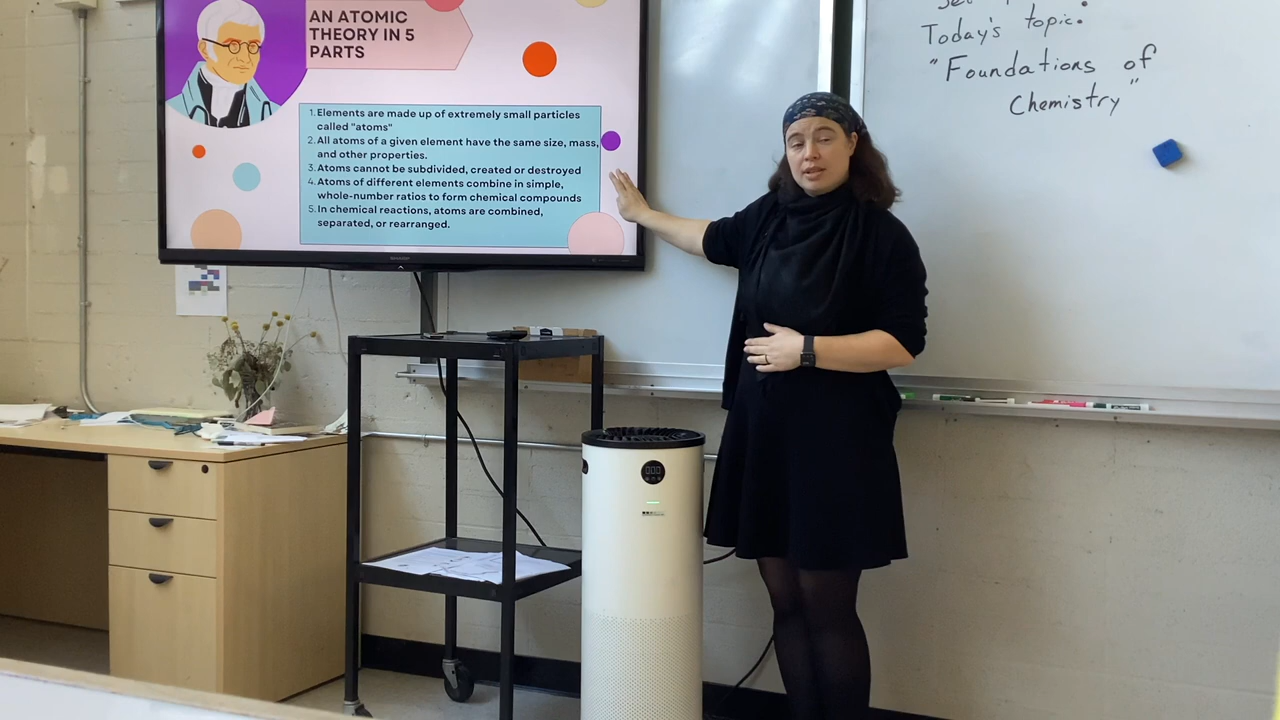 AN ATOMIC
THEORY IN 5
PARTS
1. Elements are made up of extremely small particles
called "atoms"
2. All atoms of a given element have the same size, mass,
and other properties.
3. Atoms cannot be subdivided, created or destroyed
4. Atoms of different elements combine in simple,
whole-number ratios to form chemical compounds
5. In chemical reactions, atoms are combined,
separated, or rearranged.
SHARP
Today's topic:
"Foundations of
Chemistry"